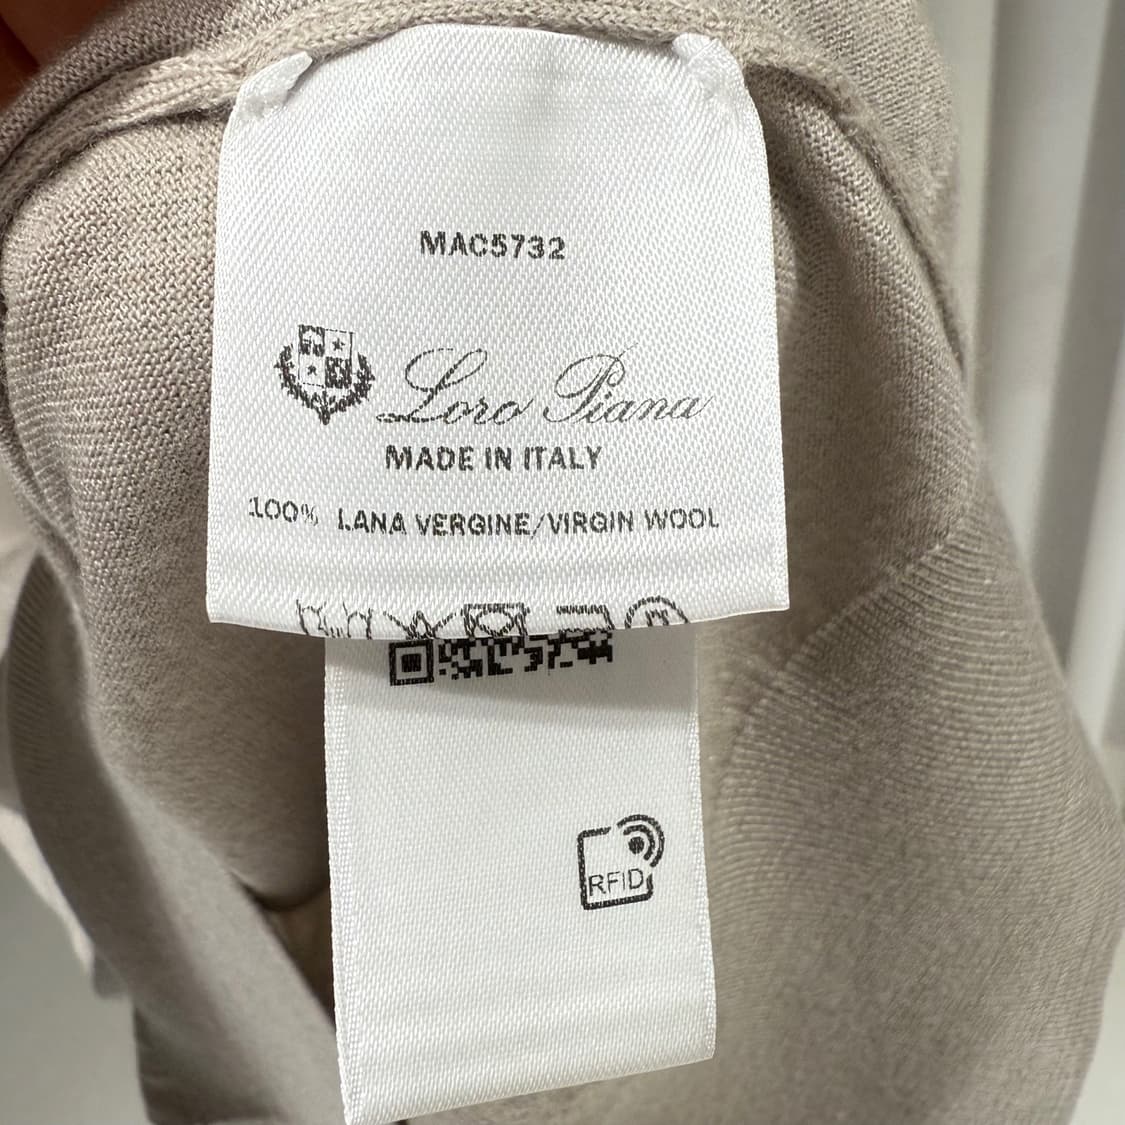 MAC5732
Loro Piana
MADE IN ITALY
100% LANA VERGINE/VIRGIN WOOL
RFID